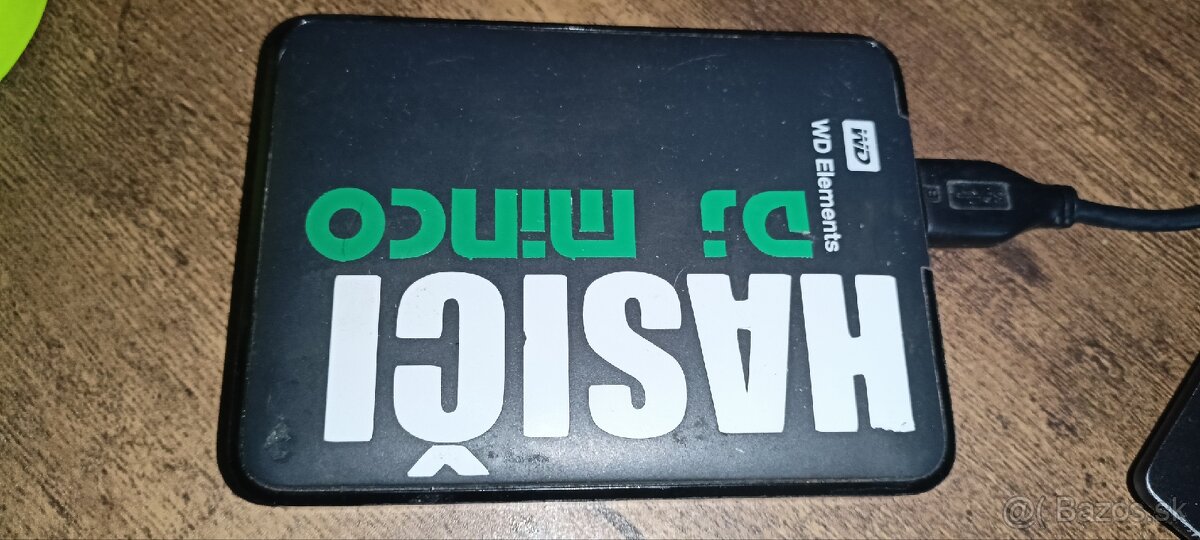 HASIČI
DJ minco
WD
WD Elements
@( Bazos.sk